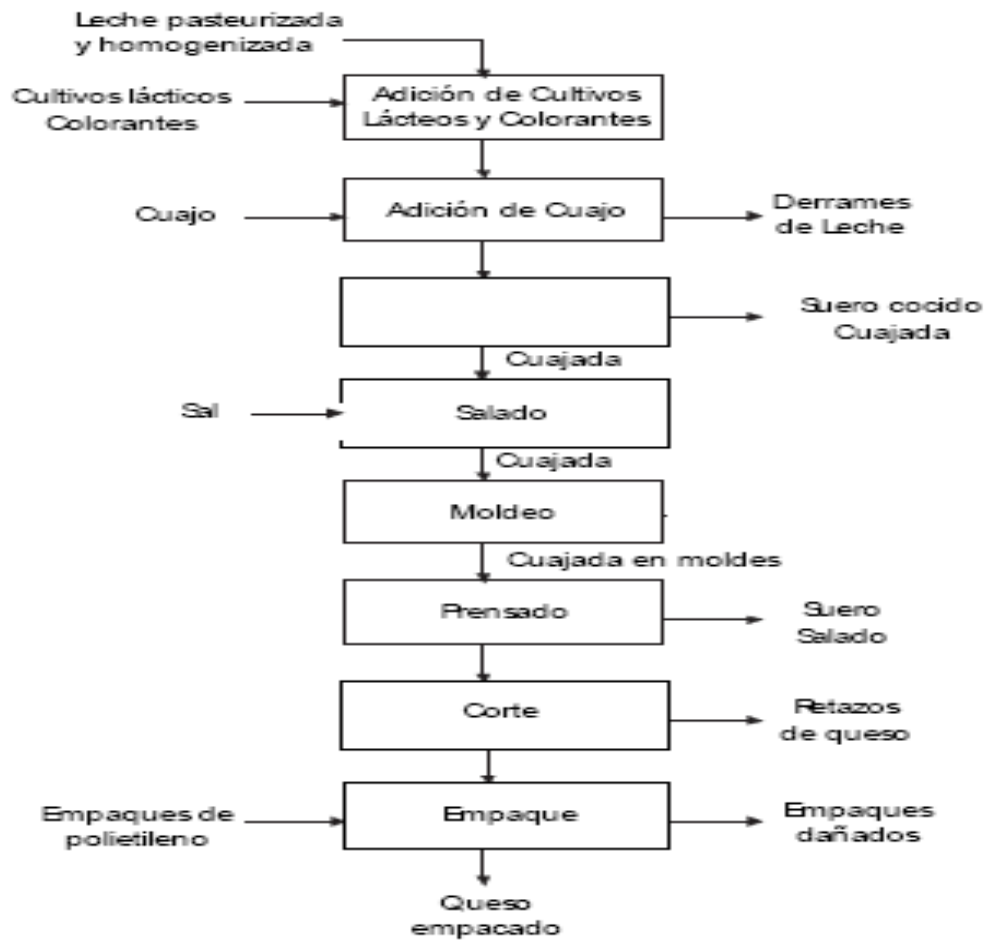 Leche pasteurizada
y homogenizada
Cultivos lácticos
Colorantes
Adición de Cultivos
Lácteos y Colorantes
Cuajo
Adición de Cuajo
Derrames
de Leche
Suero cocido
Cuajada
Cuajada
Sal
Salado
Cuajada
Moldeo
Cuajada en moldes
Prensado
Suero
Salado
Corte
Retazos
de queso
Empaques de
polietileno
Empaque
Empaques
dañados
Queso
empacado